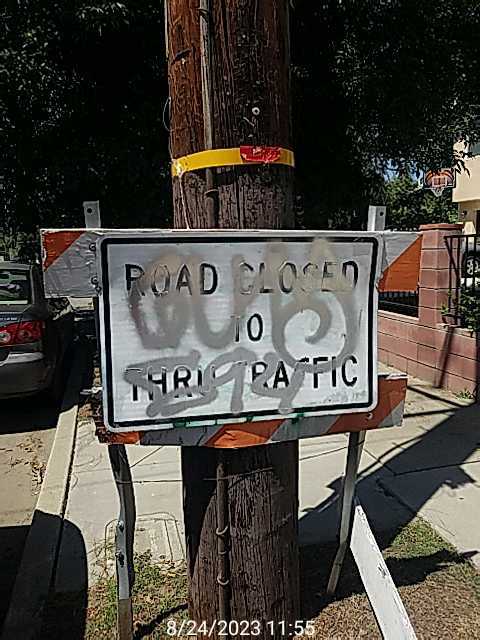 ROAD CLOSED
TO
THRU TRAFFIC
8/24/2023 11:55